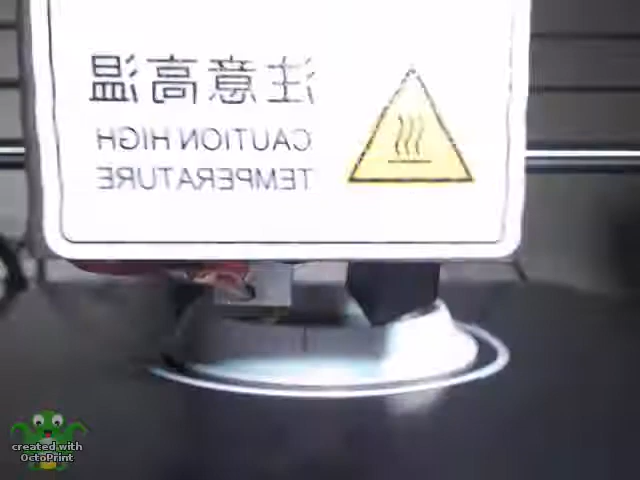 注意高温
CAUTION HIGH
TEMPERATURE
created with
OctoPrint